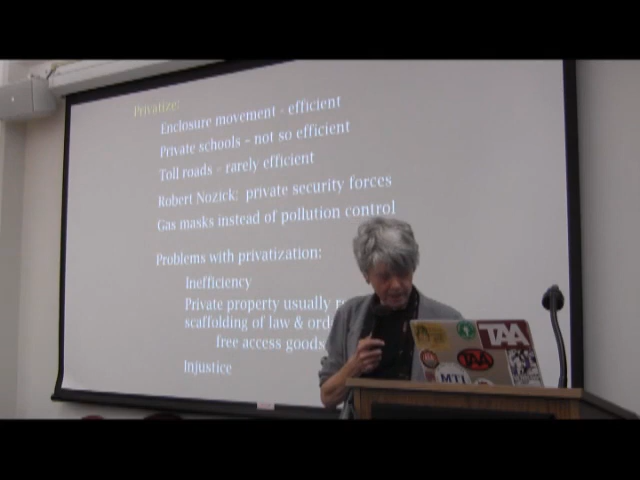 Privatize:
Enclosure movement - efficient
Private schools - not so efficient
Toll roads - rarely efficient
Robert Nozick: private security forces
Gas masks instead of pollution control
Problems with privatization:
Inefficiency
Private property usually
scaffolding of law &
free access goods
Injustice
TAA
TAA
MTI